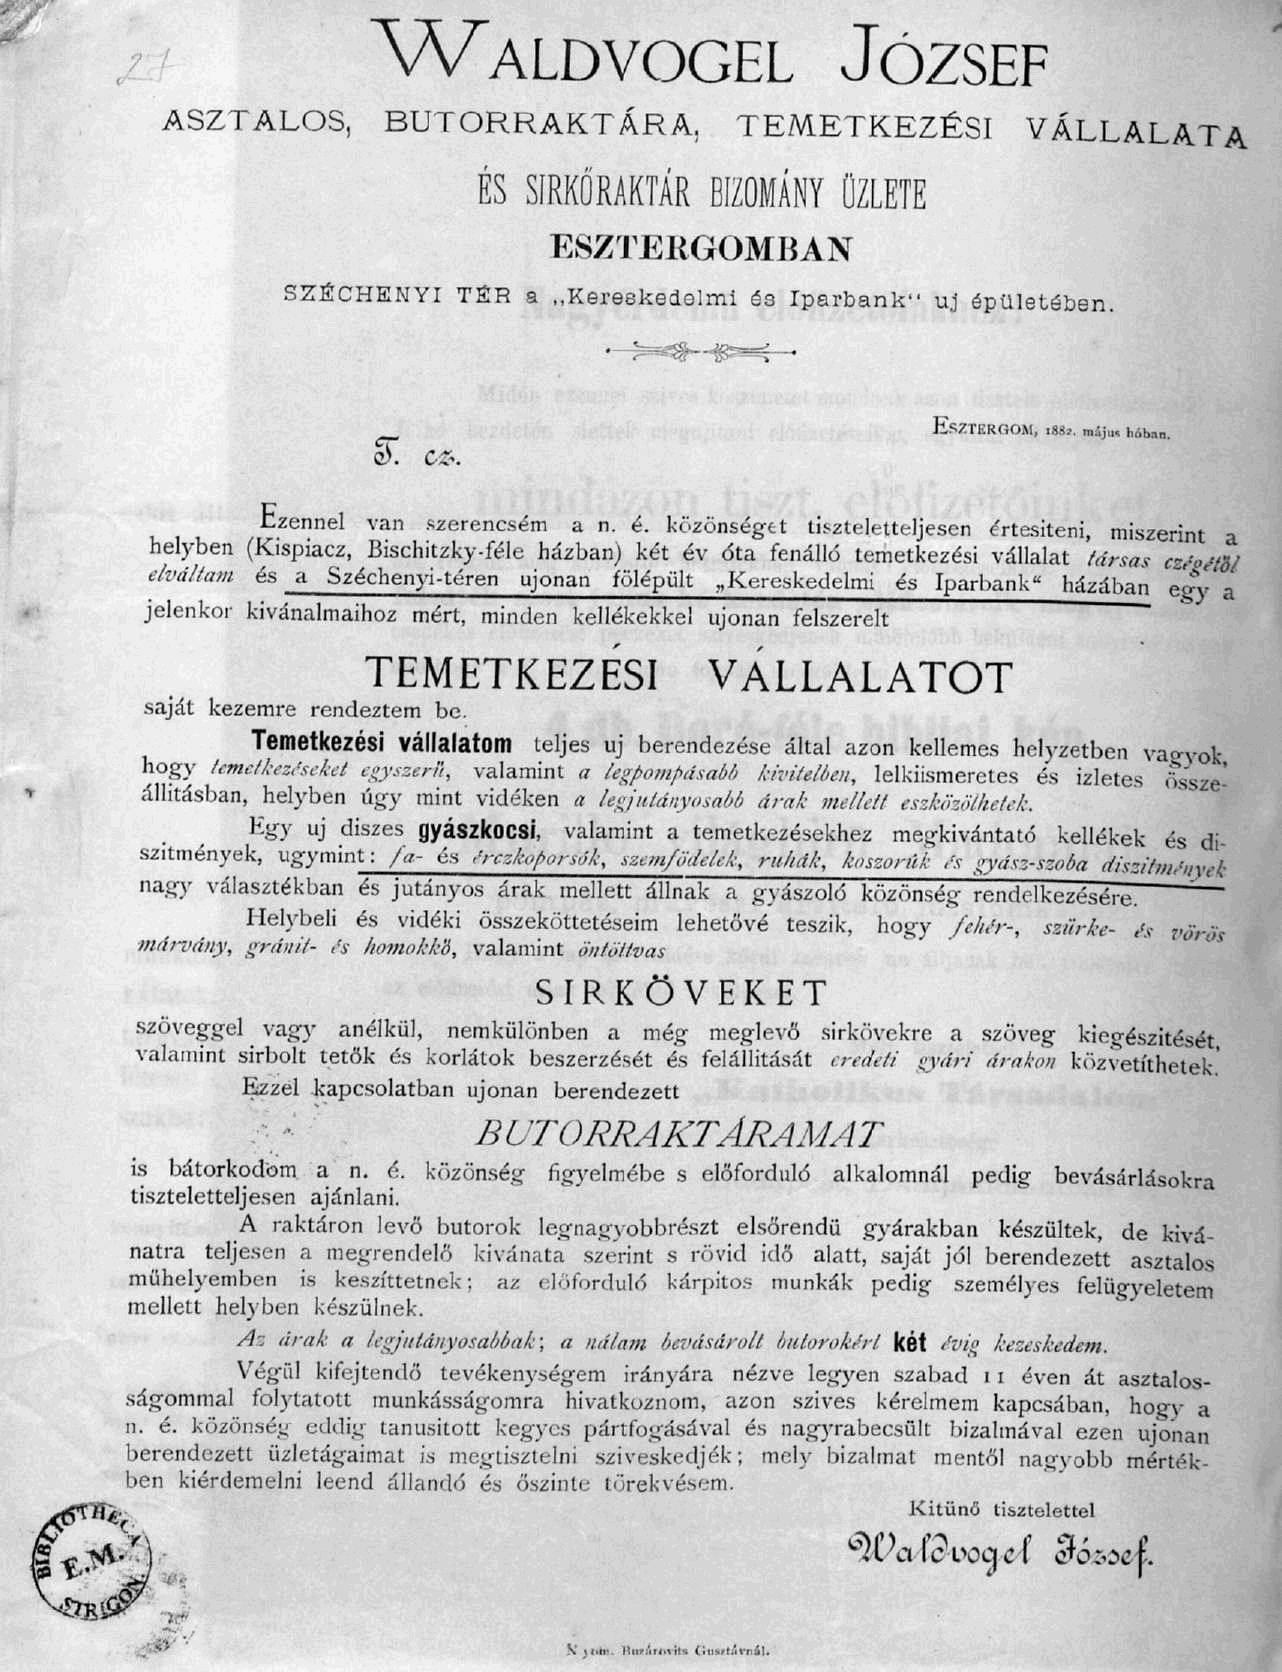 27
WALDVOGEL JÓZSEF
ASZTALOS, BUTORRAKTÁRA, TEMETKEZÉSI VÁLLALATA
ÉS SIRKŐRAKTÁR BIZOMÁNY ÜZLETE
ESZTERGOMBAN
SZÉCHENYI TÉR a „Kereskedelmi és Iparbank“ uj épületében.
ESZTERGOM, 1882. május hóban.
T. cz.
Ezennel van szerencsém a n. é. közönséget tiszteletteljesen értesiteni, miszerint a
helyben (Kispiacz, Bischitzky-féle házban) két év óta fenálló temetkezési vállalat társas czégétől
elváltam és a Széchenyi-téren ujonan fölépült „Kereskedelmi és Iparbank“ házában egy a
jelenkor kivánalmaihoz mért, minden kellékekkel ujonan felszerelt
TEMETKEZÉSI VÁLLALATOT
saját kezemre rendeztem be.
Temetkezési vállalatom teljes uj berendezése által azon kellemes helyzetben vagyok,
hogy temetkezéseket egyszerű, valamint a legpompásabb kivitelben, lelkiismeretes és izletes össze-
állitásban, helyben úgy mint vidéken a legjutányosabb árak mellett eszközölhetek.
Egy uj diszes gyászkocsi, valamint a temetkezésekhez megkivántató kellékek és di-
szitmények, ugymint: fa- és érczkoporsók, szemfödelek, ruhák, koszorúk és gyász-szoba diszitmények
nagy választékban és jutányos árak mellett állnak a gyászoló közönség rendelkezésére.
Helybeli és vidéki összeköttetéseim lehetővé teszik, hogy fehér-, szürke- és vörös
márvány, gránit- és homokkő, valamint öntöttvas
SIRKÖVEKET
szöveggel vagy anélkül, nemkülönben a még meglevő sirkövekre a szöveg kiegészitését,
valamint sirbolt tetők és korlátok beszerzését és felállitását eredeti gyári árakon közvetíthetek.
Ezzel kapcsolatban ujonan berendezett
BUTORRAKTÁRAMAT
is bátorkodom a n. é. közönség figyelmébe s előforduló alkalomnál pedig bevásárlásokra
tiszteletteljesen ajánlani.
A raktáron levő butorok legnagyobbrészt elsőrendü gyárakban készültek, de kivá-
natra teljesen a megrendelő kivánata szerint s rövid idő alatt, saját jól berendezett asztalos
műhelyemben is keszíttetnek; az előforduló kárpitos munkák pedig személyes felügyeletem
mellett helyben készülnek.
Az árak a legjutányosabbak; a nálam bevásárolt butorokért két évig kezeskedem.
Végül kifejtendő tevékenységem irányára nézve legyen szabad 11 éven át asztalos-
ságommal folytatott munkásságomra hivatkoznom, azon szives kérelmem kapcsában, hogy a
n. é. közönség eddig tanusitott kegyes pártfogásával és nagyrabecsült bizalmával ezen ujonan
berendezett üzletágaimat is megtisztelni sziveskedjék; mely bizalmat mentől nagyobb mérték-
ben kiérdemelni leend állandó és őszinte törekvésem.
Kitünő tisztelettel
Waldvogel József.
BIBLIOTHECA
E.M.
STRIGON.
Nyom. Buzárovits Gusztávnál.